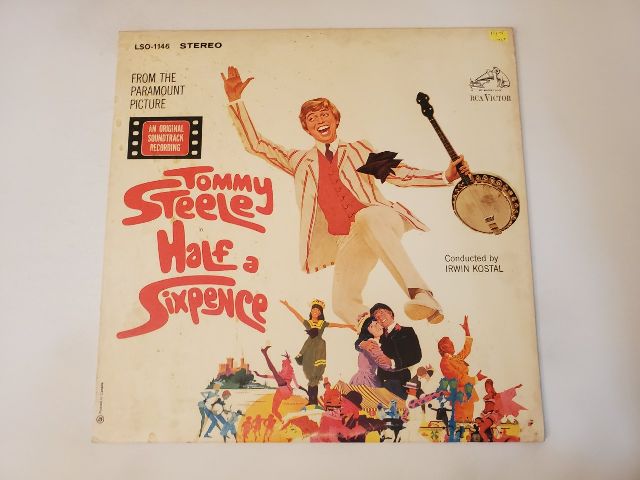 LSO-1146 STEREO
FROM THE
PARAMOUNT
PICTURE
AN ORIGINAL
SOUNDTRACK
RECORDING
RCA VICTOR
TOMMY
STEELE
in
HALF a
SIXPENCE
Conducted by
IRWIN KOSTAL